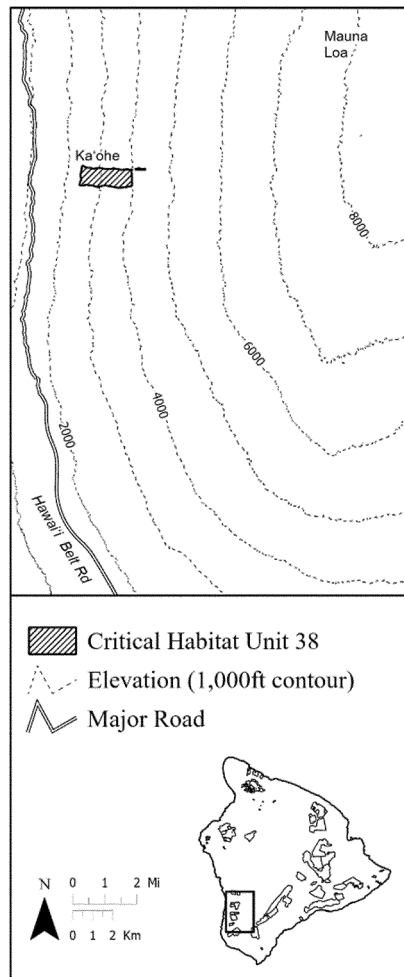 Mauna
Loa
Ka‘ohe
8000
6000
4000
2000
Hawai‘i Belt Rd
Critical Habitat Unit 38
Elevation (1,000ft contour)
Major Road
N
0 1 2 Mi
0 1 2 Km